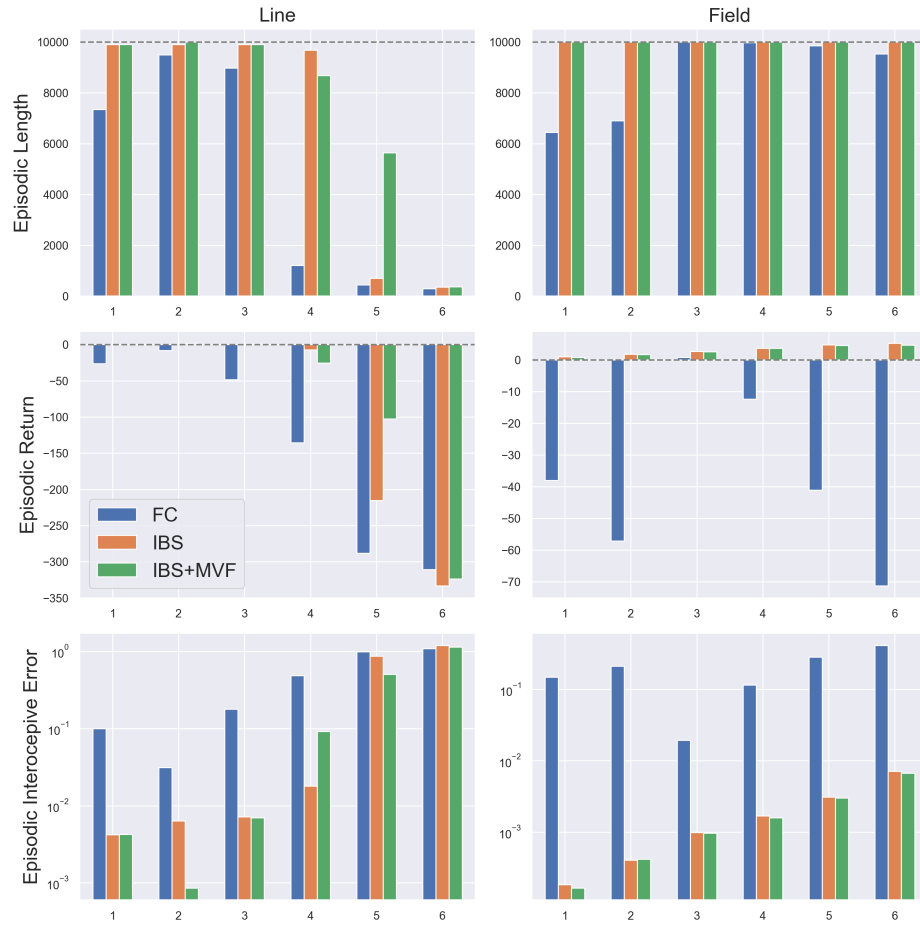 Line
Field
Episodic Length
10000
8000
6000
4000
2000
0
1 2 3 4 5 6
10000
8000
6000
4000
2000
0
1 2 3 4 5 6
Episodic Return
0
−50
−100
−150
−200
−250
−300
−350
FC
IBS
IBS+MVF
1 2 3 4 5 6
0
−10
−20
−30
−40
−50
−60
−70
1 2 3 4 5 6
Episodic Interocepive Error
10⁰
10⁻¹
10⁻²
10⁻³
1 2 3 4 5 6
10⁻¹
10⁻²
10⁻³
1 2 3 4 5 6